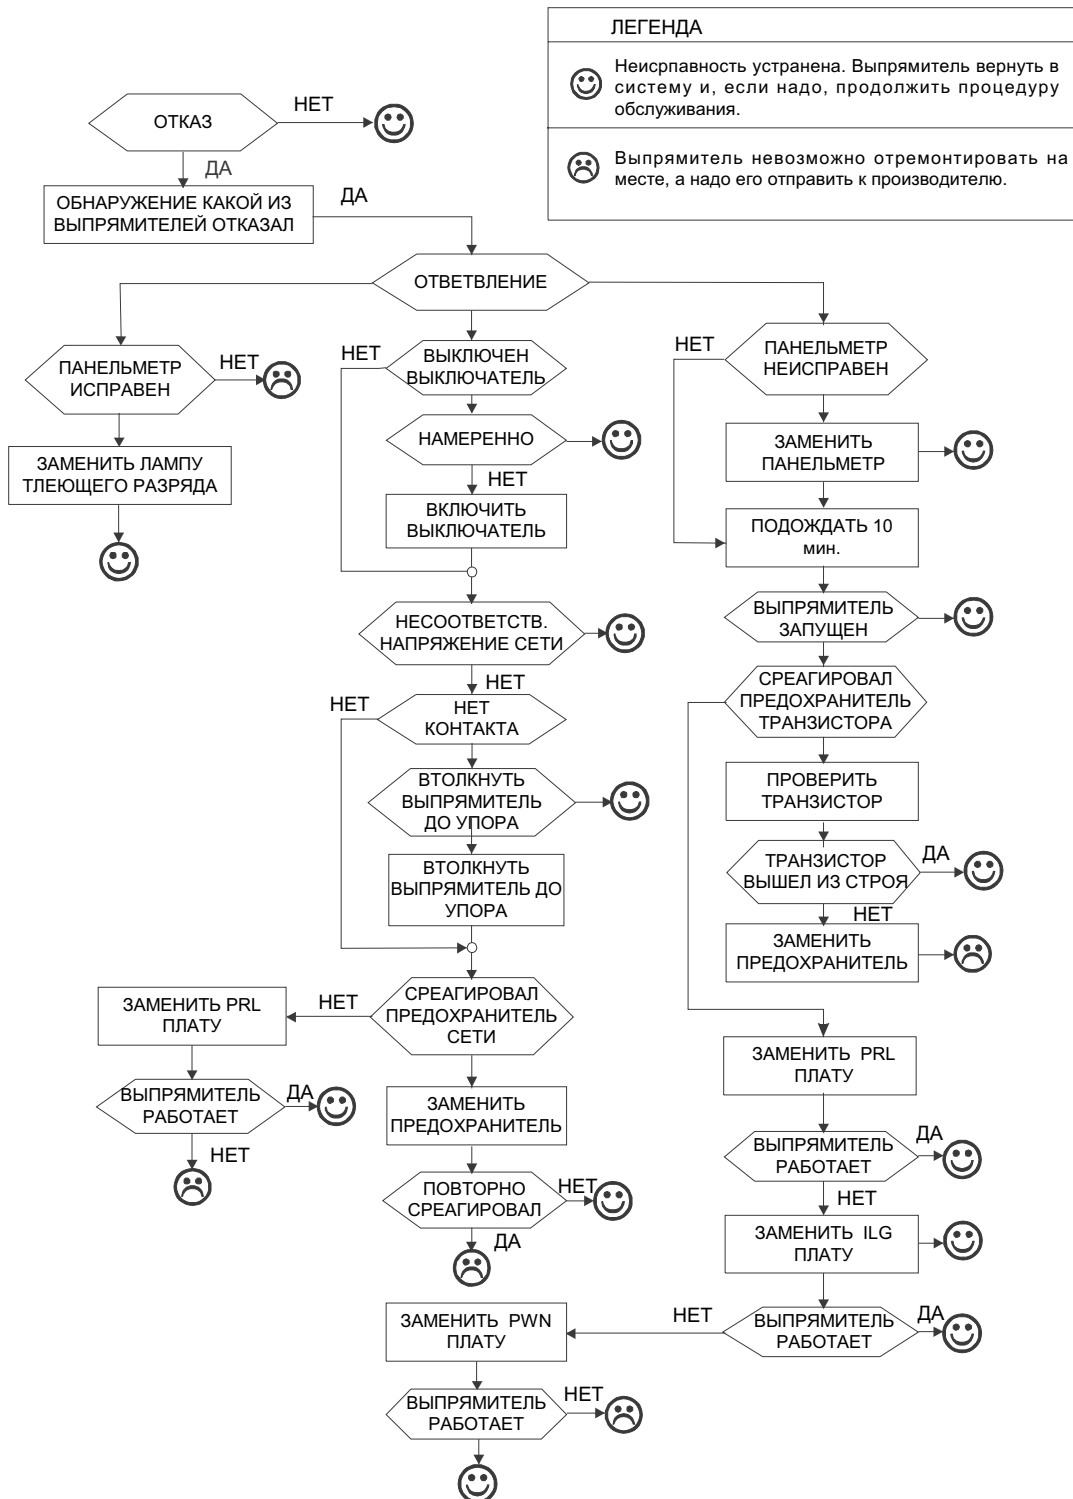 ЛЕГЕНДА
Неисрпавность устранена. Выпрямитель вернуть в
систему и, если надо, продолжить процедуру
обслуживания.
Выпрямитель невозможно отремонтировать на
месте, а надо его отправить к производителю.
ОТКАЗ
НЕТ
ДА
ОБНАРУЖЕНИЕ КАКОЙ ИЗ
ВЫПРЯМИТЕЛЕЙ ОТКАЗАЛ
ДА
ОТВЕТВЛЕНИЕ
ПАНЕЛЬМЕТР
ИСПРАВЕН
НЕТ
ЗАМЕНИТЬ ЛАМПУ
ТЛЕЮЩЕГО РАЗРЯДА
НЕТ
ВЫКЛЮЧЕН
ВЫКЛЮЧАТЕЛЬ
НАМЕРЕННО
НЕТ
ВКЛЮЧИТЬ
ВЫКЛЮЧАТЕЛЬ
НЕСООТВЕТСТВ.
НАПРЯЖЕНИЕ СЕТИ
НЕТ
НЕТ
НЕТ
КОНТАКТА
ВТОЛКНУТЬ
ВЫПРЯМИТЕЛЬ
ДО УПОРА
ВТОЛКНУТЬ
ВЫПРЯМИТЕЛЬ ДО
УПОРА
СРЕАГИРОВАЛ
ПРЕДОХРАНИТЕЛЬ
СЕТИ
НЕТ
ЗАМЕНИТЬ PRL
ПЛАТУ
ВЫПРЯМИТЕЛЬ
РАБОТАЕТ
ДА
НЕТ
ЗАМЕНИТЬ
ПРЕДОХРАНИТЕЛЬ
ПОВТОРНО
СРЕАГИРОВАЛ
НЕТ
ДА
НЕТ
ПАНЕЛЬМЕТР
НЕИСПРАВЕН
ЗАМЕНИТЬ
ПАНЕЛЬМЕТР
ПОДОЖДАТЬ 10
мин.
ВЫПРЯМИТЕЛЬ
ЗАПУЩЕН
СРЕАГИРОВАЛ
ПРЕДОХРАНИТЕЛЬ
ТРАНЗИСТОРА
ПРОВЕРИТЬ
ТРАНЗИСТОР
ТРАНЗИСТОР
ВЫШЕЛ ИЗ СТРОЯ
ДА
НЕТ
ЗАМЕНИТЬ
ПРЕДОХРАНИТЕЛЬ
ЗАМЕНИТЬ PRL
ПЛАТУ
ВЫПРЯМИТЕЛЬ
РАБОТАЕТ
ДА
НЕТ
ЗАМЕНИТЬ ILG
ПЛАТУ
ВЫПРЯМИТЕЛЬ
РАБОТАЕТ
ДА
НЕТ
ЗАМЕНИТЬ PWN
ПЛАТУ
ВЫПРЯМИТЕЛЬ
РАБОТАЕТ
НЕТ